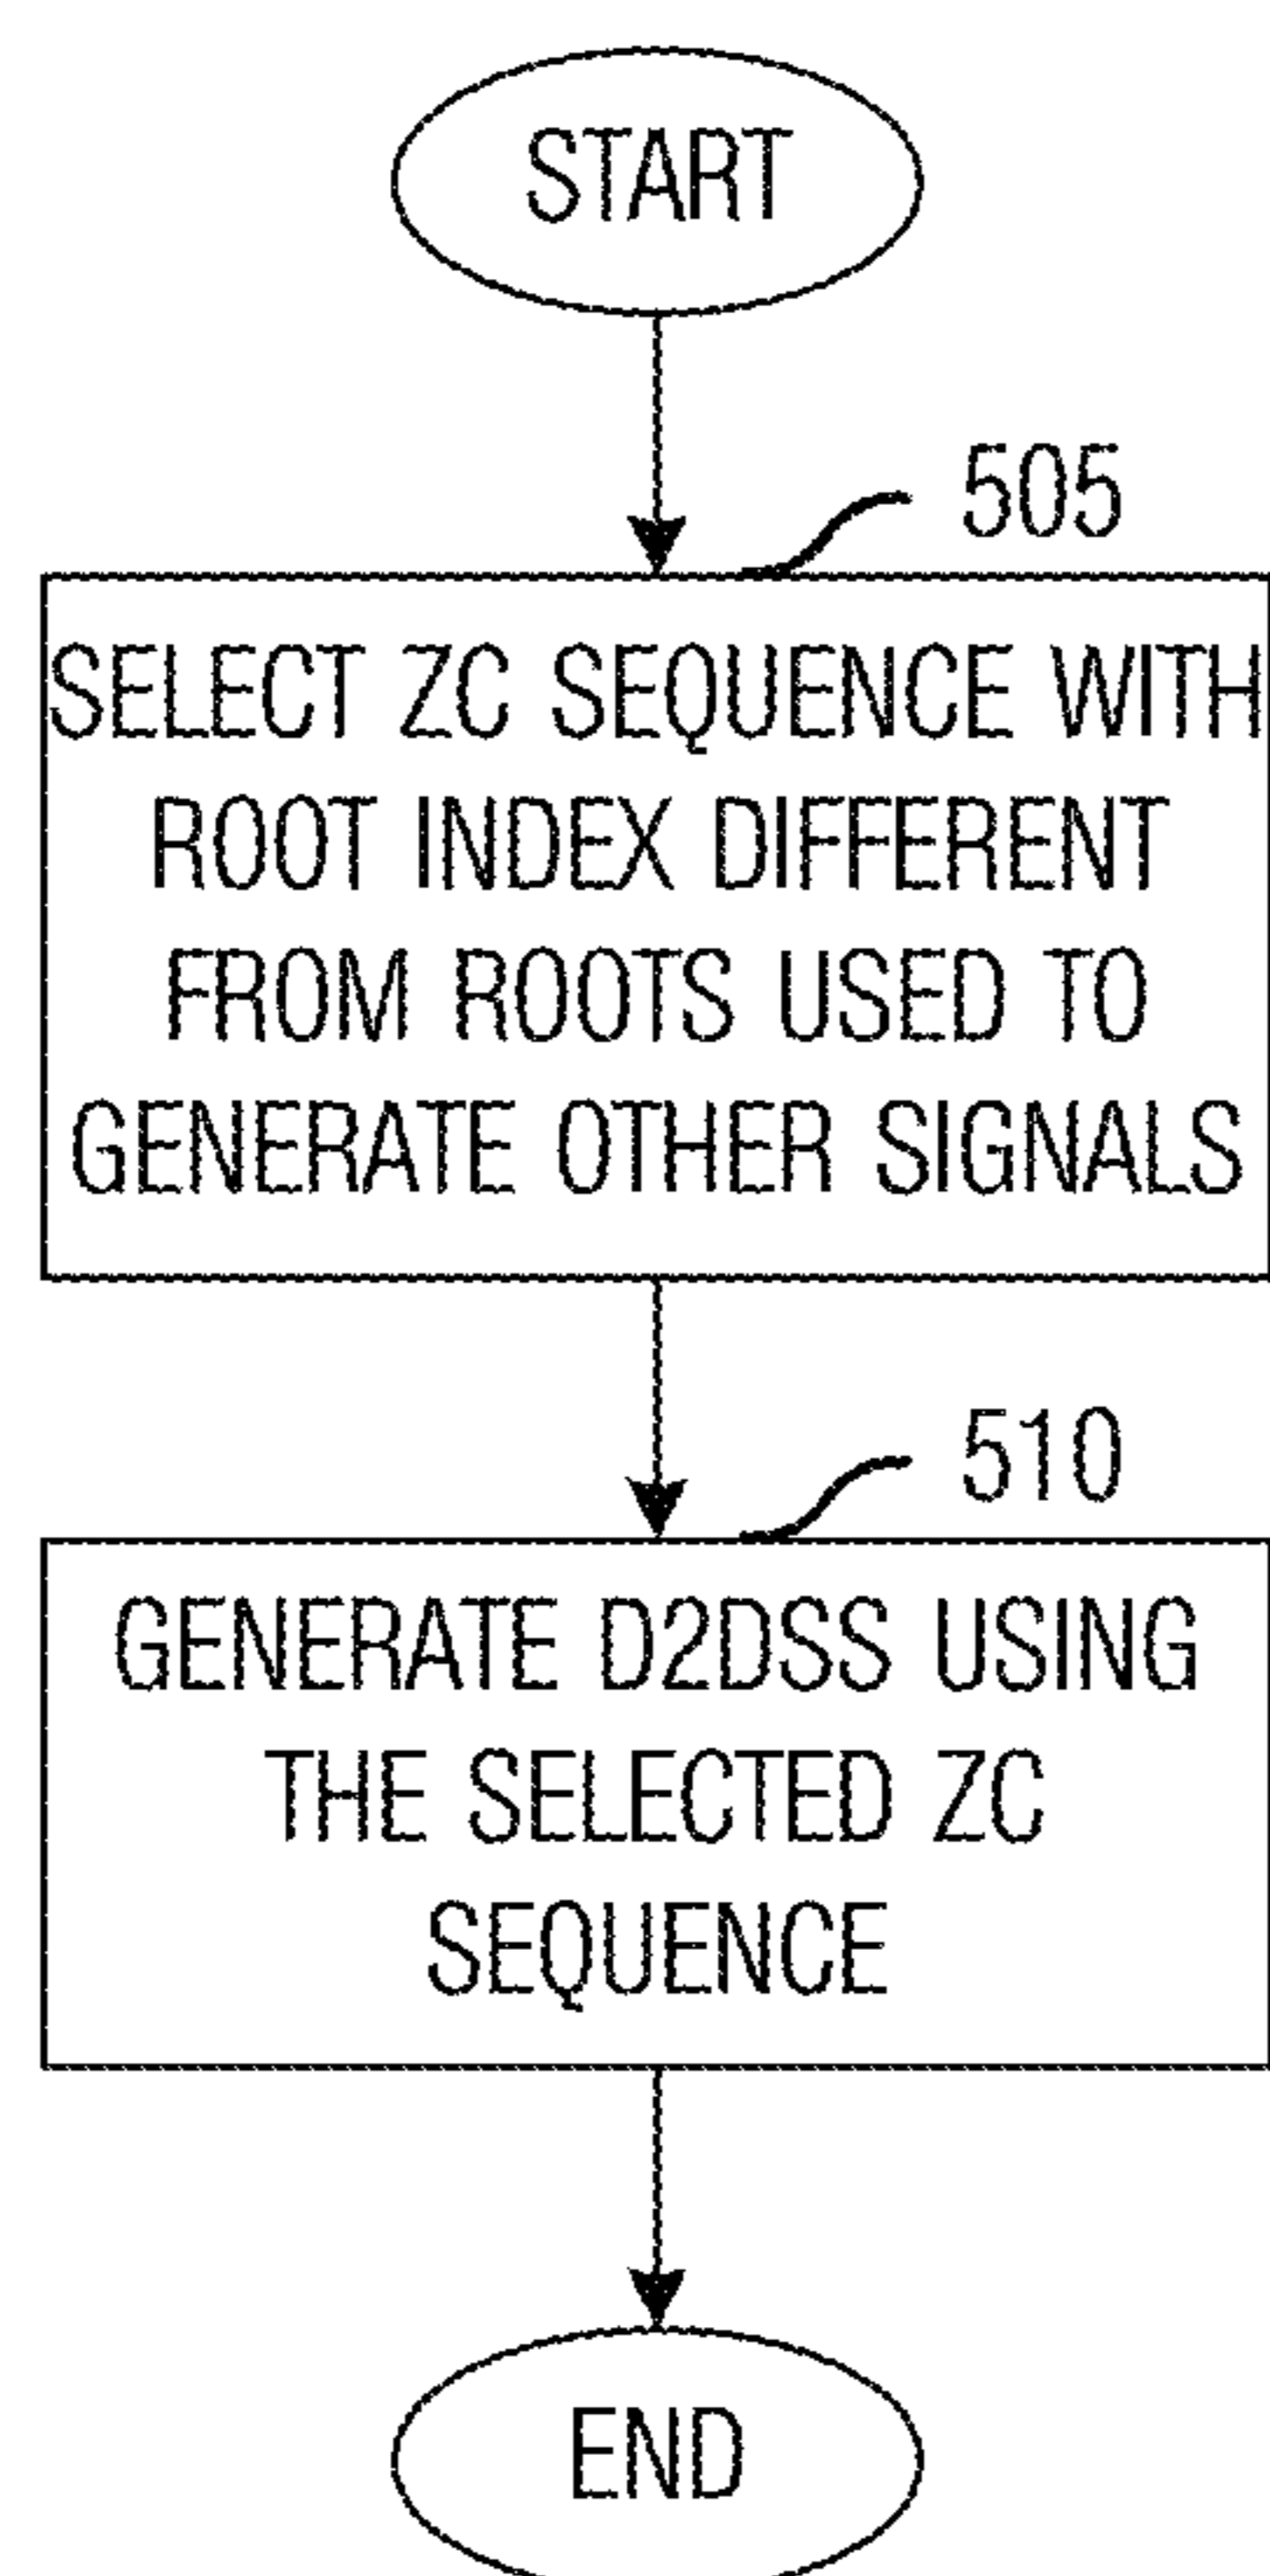 START
505
SELECT ZC SEQUENCE WITH
ROOT INDEX DIFFERENT
FROM ROOTS USED TO
GENERATE OTHER SIGNALS
510
GENERATE D2DSS USING
THE SELECTED ZC
SEQUENCE
END